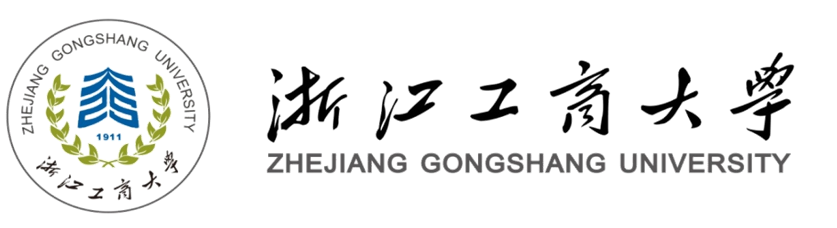 ZHEJIANG GONGSHANG UNIVERSITY
1911
浙江工商大學
浙江工商大學
ZHEJIANG GONGSHANG UNIVERSITY